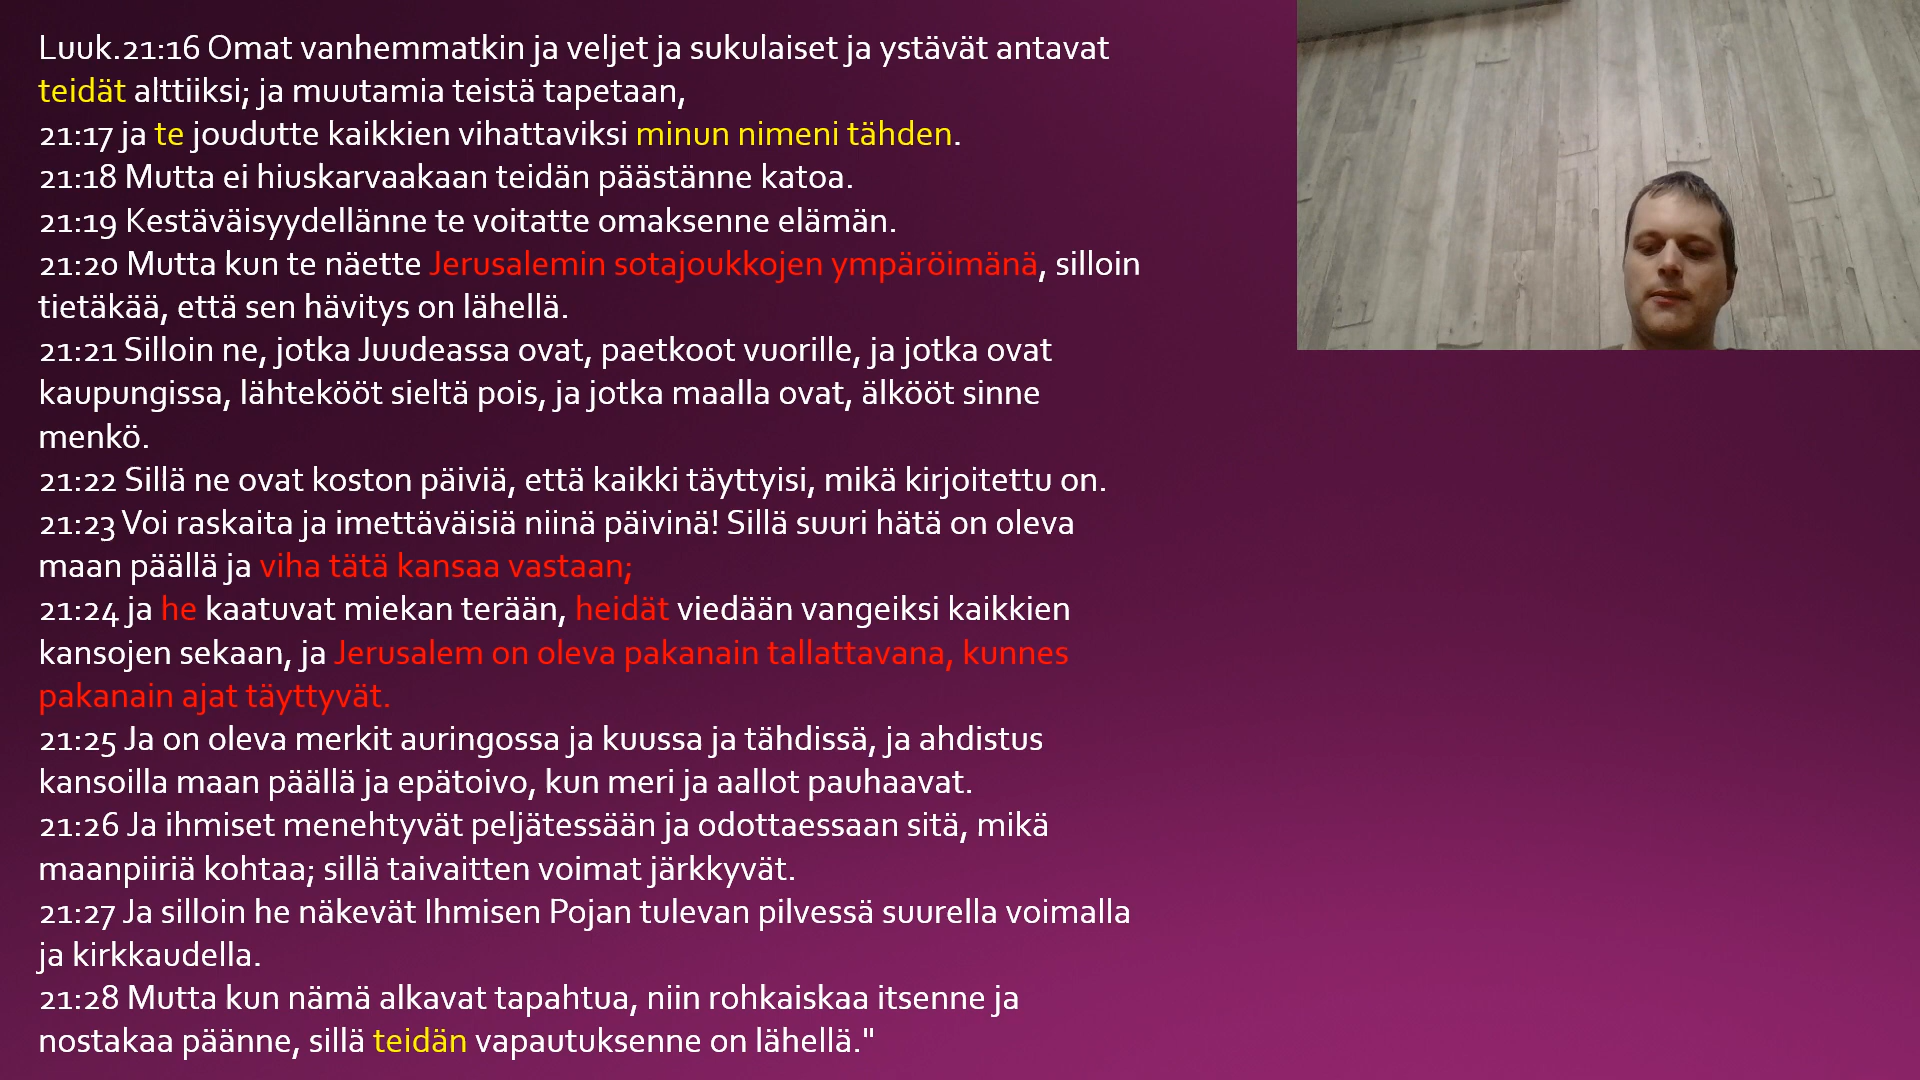 Luuk.21:16 Omat vanhemmatkin ja veljet ja sukulaiset ja ystävät antavat
teidät alttiiksi; ja muutamia teistä tapetaan,
21:17 ja te joudutte kaikkien vihattaviksi minun nimeni tähden.
21:18 Mutta ei hiuskarvaakaan teidän päästänne katoa.
21:19 Kestäväisyydellänne te voitatte omaksenne elämän.
21:20 Mutta kun te näette Jerusalemin sotajoukkojen ympäröimänä, silloin
tietäkää, että sen hävitys on lähellä.
21:21 Silloin ne, jotka Juudeassa ovat, paetkoot vuorille, ja jotka ovat
kaupungissa, lähtekööt sieltä pois, ja jotka maalla ovat, älkööt sinne
menkö.
21:22 Sillä ne ovat koston päiviä, että kaikki täyttyisi, mikä kirjoitettu on.
21:23 Voi raskaita ja imettäväisiä niinä päivinä! Sillä suuri hätä on oleva
maan päällä ja viha tätä kansaa vastaan;
21:24 ja he kaatuvat miekan terään, heidät viedään vangeiksi kaikkien
kansojen sekaan, ja Jerusalem on oleva pakanain tallattavana, kunnes
pakanain ajat täyttyvät.
21:25 Ja on oleva merkit auringossa ja kuussa ja tähdissä, ja ahdistus
kansoilla maan päällä ja epätoivo, kun meri ja aallot pauhaavat.
21:26 Ja ihmiset menehtyvät peljätessään ja odottaessaan sitä, mikä
maanpiiriä kohtaa; sillä taivaitten voimat järkkyvät.
21:27 Ja silloin he näkevät Ihmisen Pojan tulevan pilvessä suurella voimalla
ja kirkkaudella.
21:28 Mutta kun nämä alkavat tapahtua, niin rohkaiskaa itsenne ja
nostakaa päänne, sillä teidän vapautuksenne on lähellä."